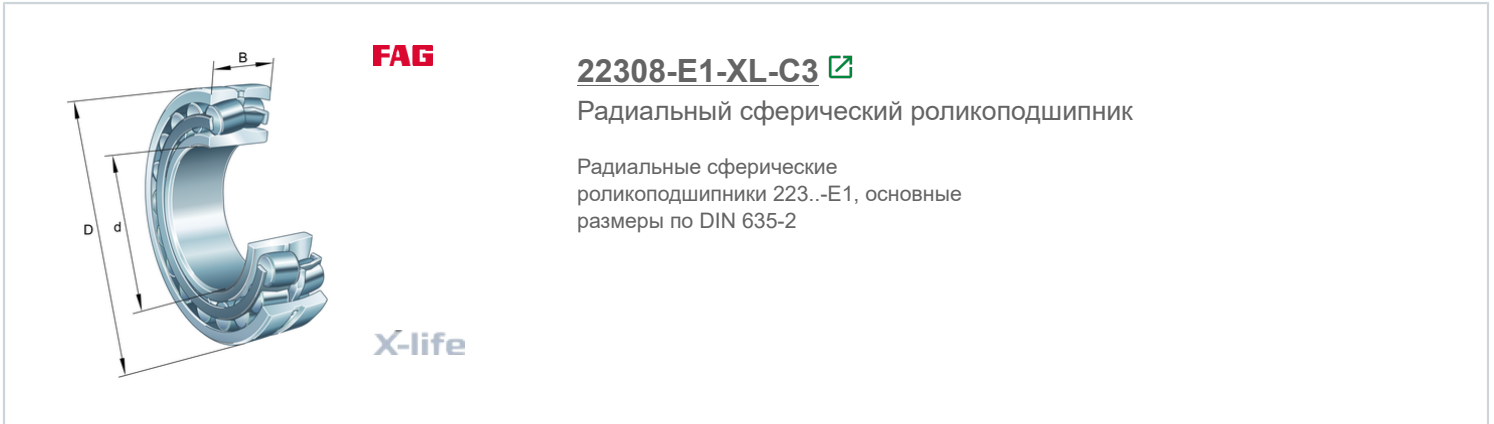 B
FAG
22308-E1-XL-C3
Радиальный сферический роликоподшипник
Радиальные сферические
роликоподшипники 223..-E1, основные
размеры по DIN 635-2
D
d
X-life